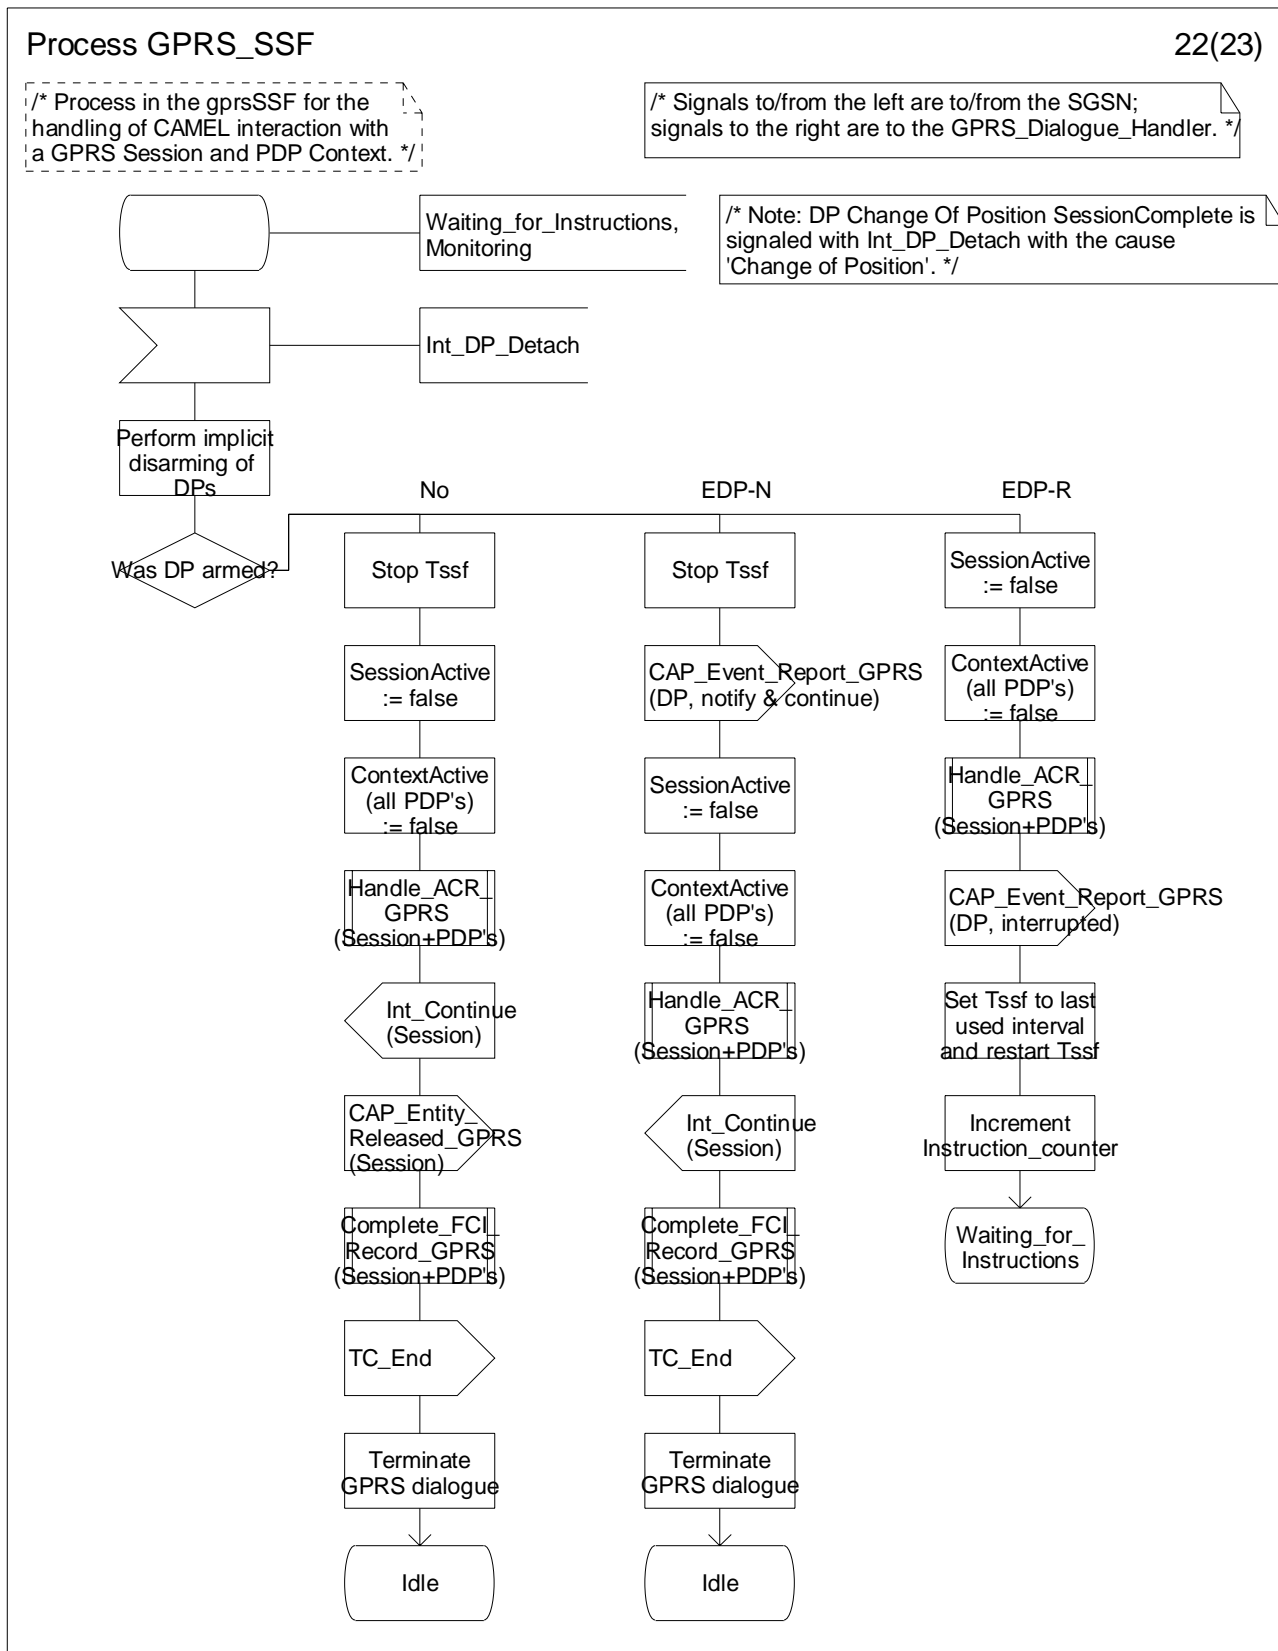 Process GPRS_SSF
22(23)
/* Process in the gprsSSF for the
handling of CAMEL interaction with
a GPRS Session and PDP Context. */
/* Signals to/from the left are to/from the SGSN;
signals to the right are to the GPRS_Dialogue_Handler. */
Waiting_for_Instructions,
Monitoring
/* Note: DP Change Of Position SessionComplete is
signaled with Int_DP_Detach with the cause
'Change of Position'. */
Int_DP_Detach
Perform implicit
disarming of
DPs
Was DP armed?
No
Stop Tssf
SessionActive
:= false
ContextActive
(all PDP's)
:= false
Handle_ACR_
GPRS
(Session+PDP's)
Int_Continue
(Session)
CAP_Entity_
Released_GPRS
(Session)
Complete_FCI_
Record_GPRS
(Session+PDP's)
TC_End
Terminate
GPRS dialogue
Idle
EDP-N
Stop Tssf
CAP_Event_Report_GPRS
(DP, notify & continue)
SessionActive
:= false
ContextActive
(all PDP's)
:= false
Handle_ACR_
GPRS
(Session+PDP's)
Int_Continue
(Session)
Complete_FCI_
Record_GPRS
(Session+PDP's)
TC_End
Terminate
GPRS dialogue
Idle
EDP-R
SessionActive
:= false
ContextActive
(all PDP's)
:= false
Handle_ACR_
GPRS
(Session+PDP's)
CAP_Event_Report_GPRS
(DP, interrupted)
Set Tssf to last
used interval
and restart Tssf
Increment
Instruction_counter
Waiting_for_
Instructions